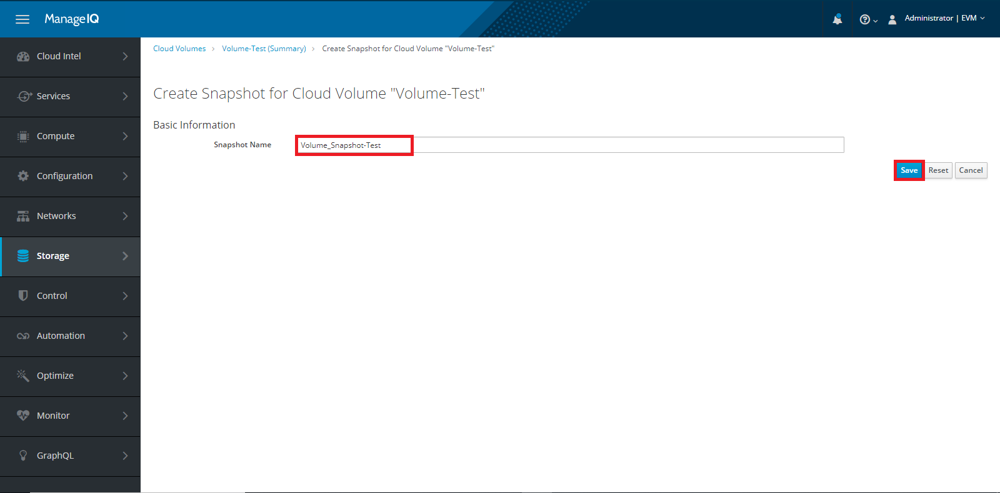 ManageIQ
Administrator | EVM
Cloud Intel
Services
Compute
Configuration
Networks
Storage
Control
Automation
Optimize
Monitor
GraphQL
Cloud Volumes > Volume-Test (Summary) > Create Snapshot for Cloud Volume "Volume-Test"
Create Snapshot for Cloud Volume "Volume-Test"
Basic Information
Snapshot Name Volume_Snapshot-Test
Save Reset Cancel